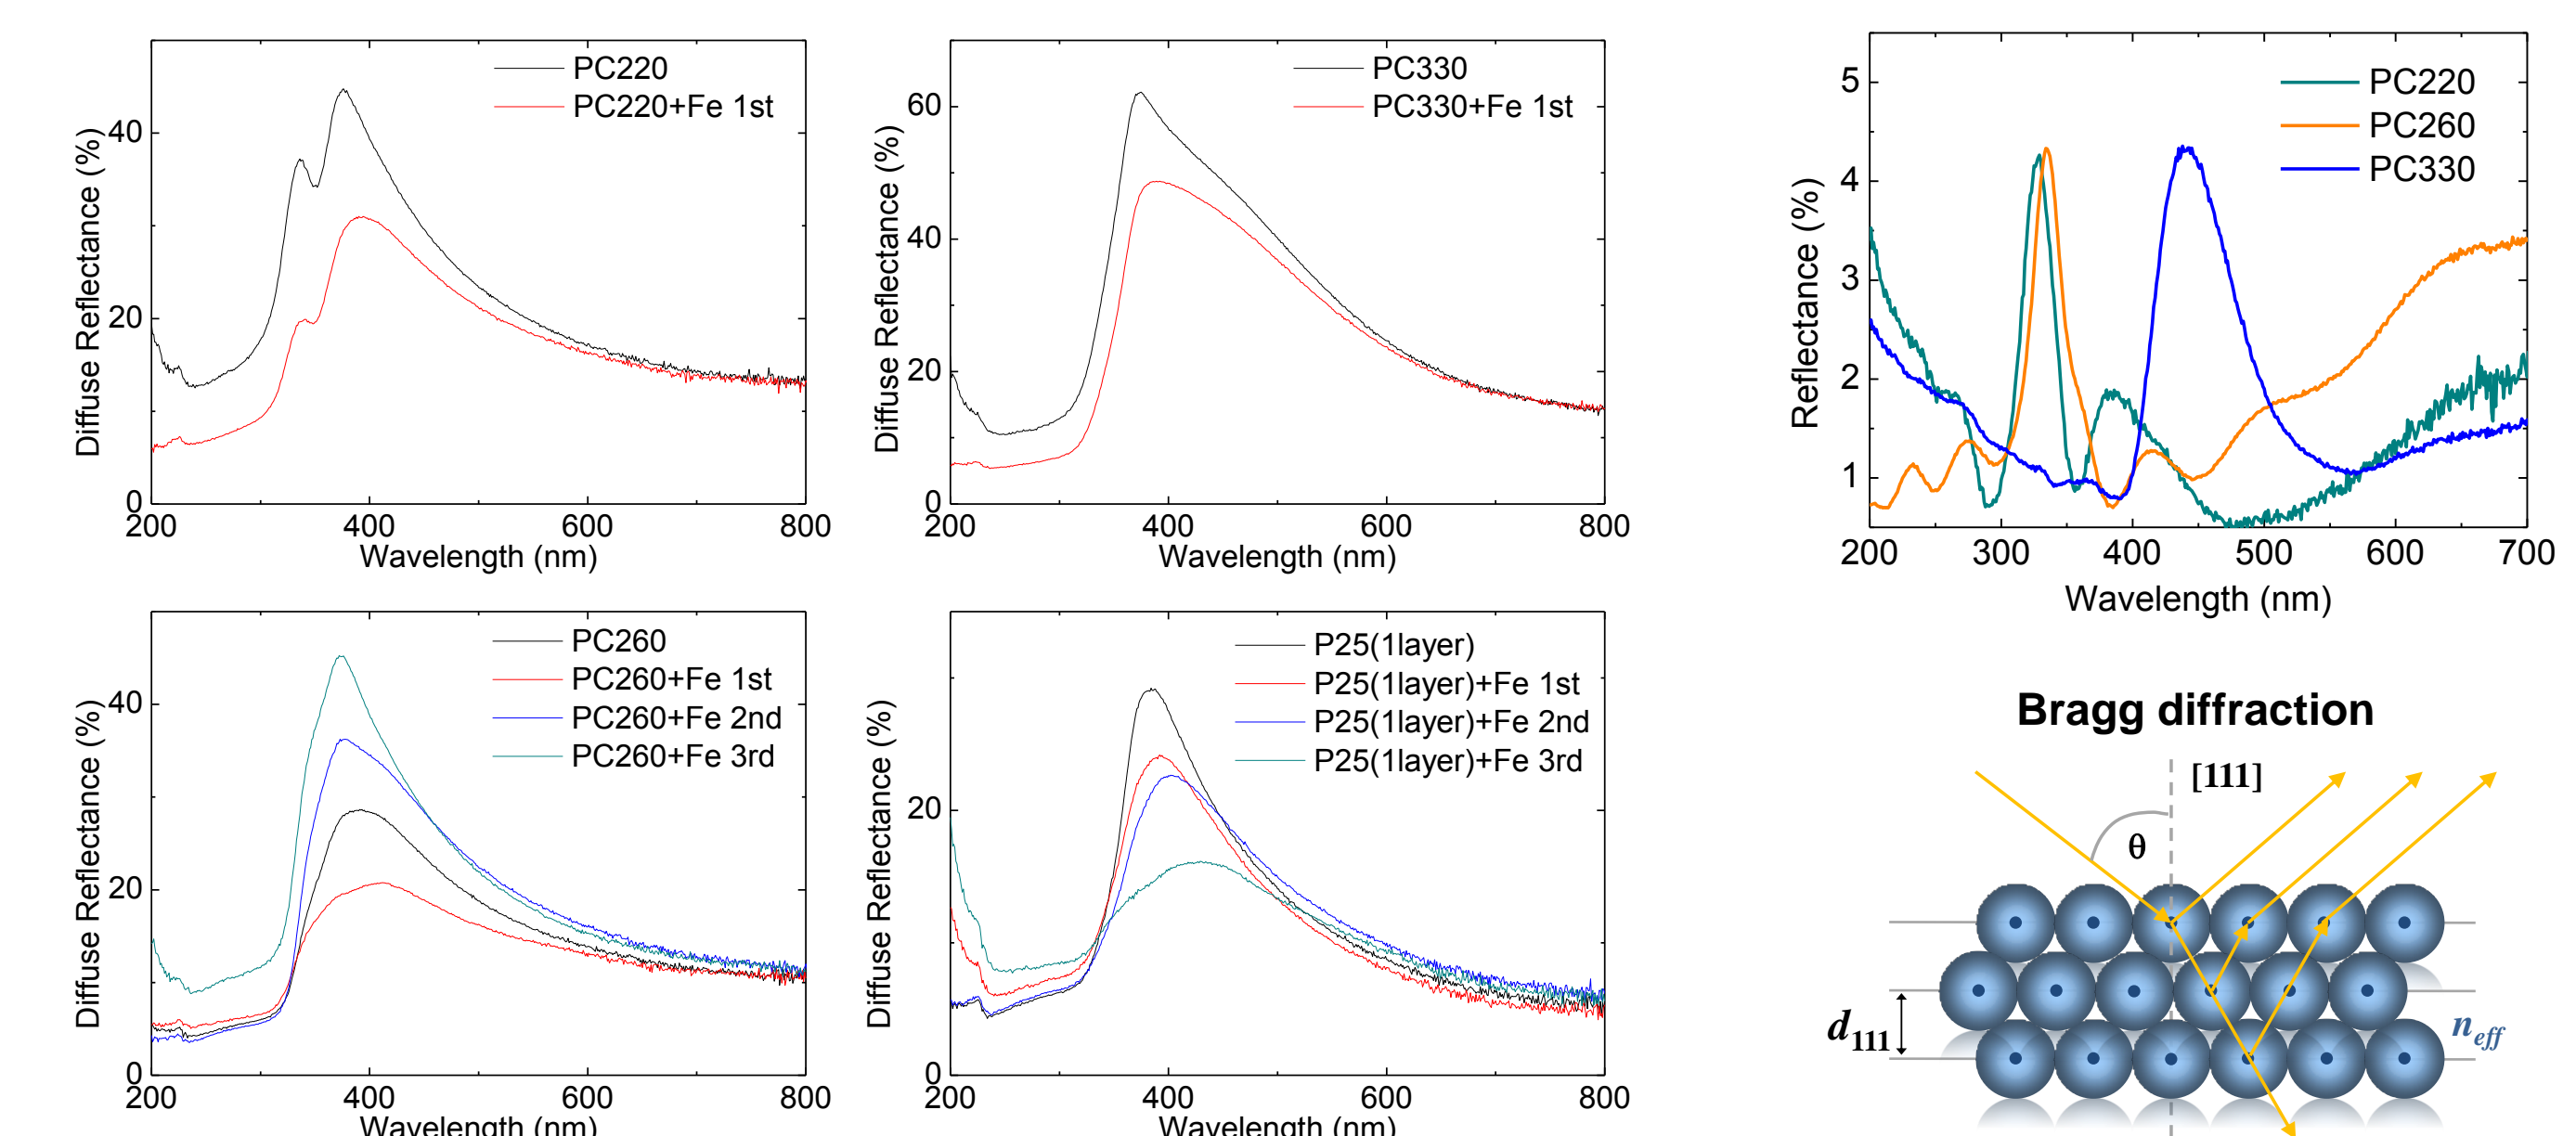 PC220
PC220+Fe 1st
40
20
0
Diffuse Reflectance (%)
200 400 600 800
Wavelength (nm)
PC330
PC330+Fe 1st
60
40
20
0
Diffuse Reflectance (%)
200 400 600 800
Wavelength (nm)
PC220
PC260
PC330
5
4
3
2
1
Reflectance (%)
200 300 400 500 600 700
Wavelength (nm)
PC260
PC260+Fe 1st
PC260+Fe 2nd
PC260+Fe 3rd
40
20
0
Diffuse Reflectance (%)
200 400 600 800
Wavelength (nm)
P25(1layer)
P25(1layer)+Fe 1st
P25(1layer)+Fe 2nd
P25(1layer)+Fe 3rd
20
0
Diffuse Reflectance (%)
200 400 600 800
Wavelength (nm)
Bragg diffraction
[111]
θ
d111
neff